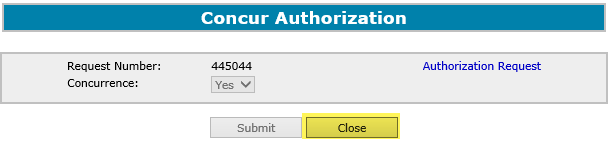 Concur Authorization
Request Number: 445044 Authorization Request
Concurrence: Yes
Submit Close